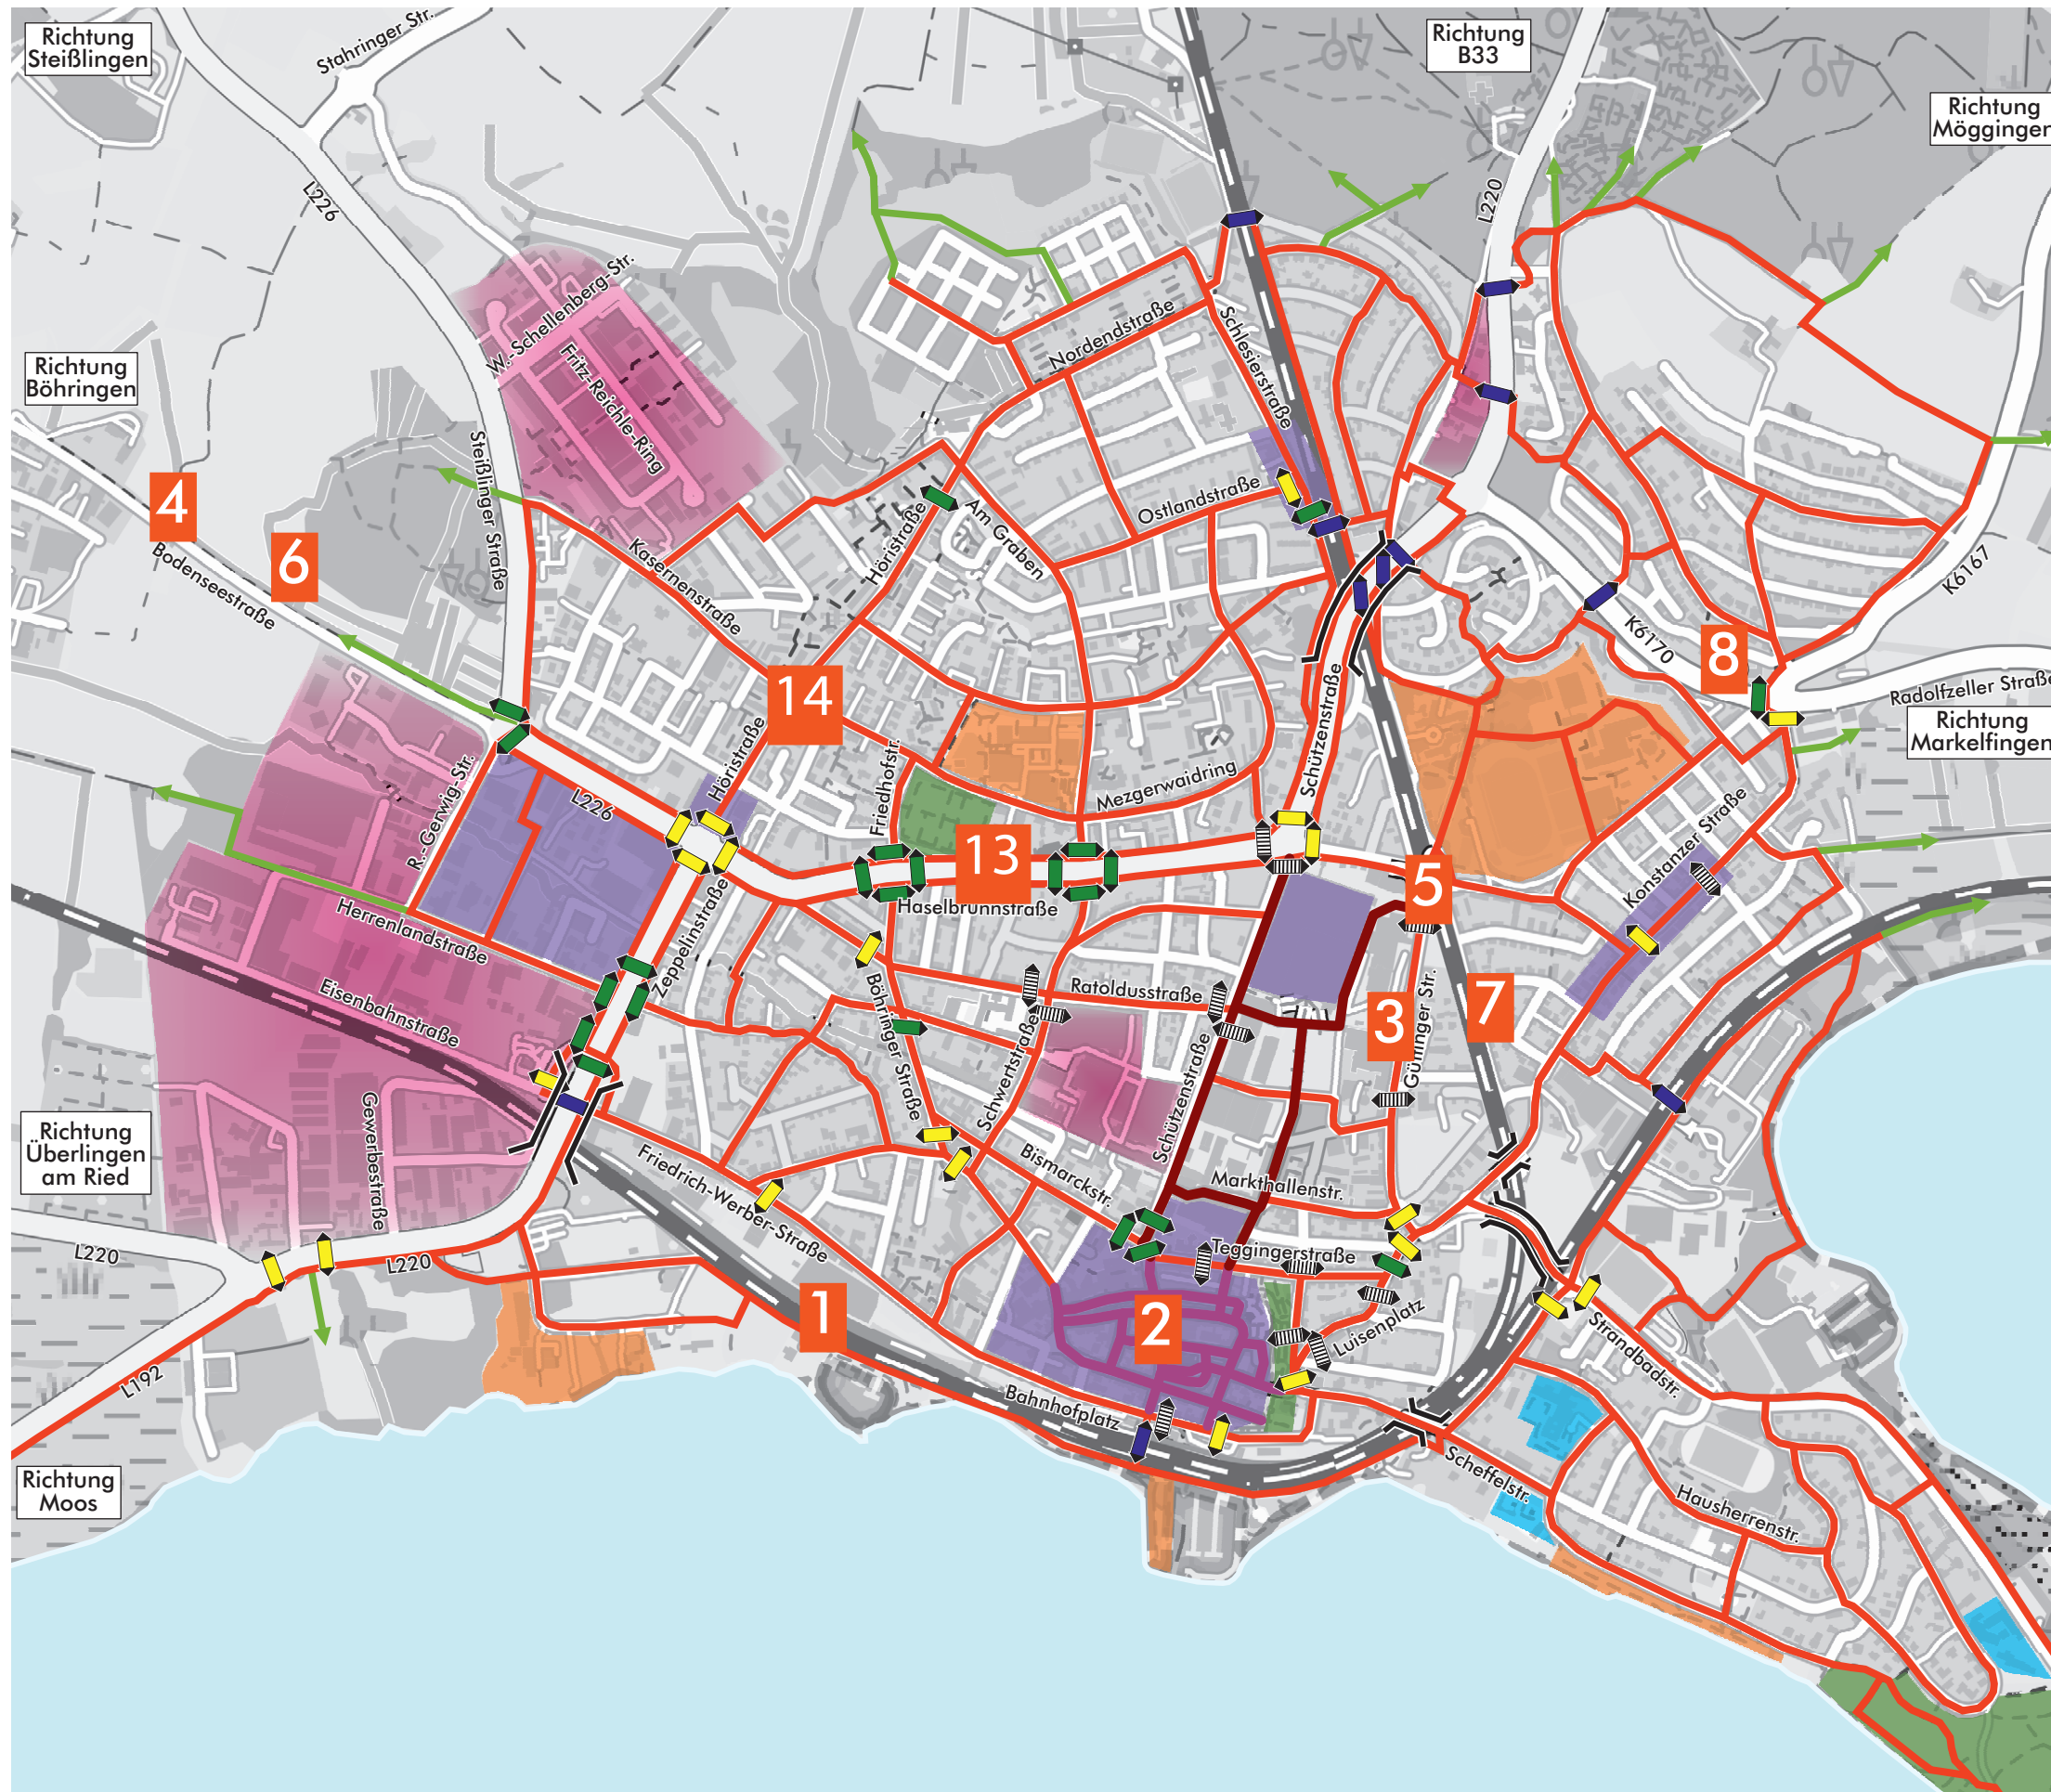 Richtung
Steißlingen
Stahringer Str.
Richtung
B33
Richtung
Möggingen
L226
L220
W.-Schellenberg-Str.
Fritz-Reichle-Ring
Nordendstraße
Schlesierstraße
Richtung
Böhringen
4
6
Bodenseestraße
Steißlinger Straße
Kasernenstraße
Höristraße
Am Graben
Ostlandstraße
K6167
K6170
8
Radolfzeller Straße
Richtung
Markelfingen
14
Höristraße
Friedhofstr.
Mezgerwaidring
Schützenstraße
L226
R.-Gerwig-Str.
13
Haselbrunnstraße
5
Konstanzer Straße
Herrenlandstraße
Zeppelinstraße
Eisenbahnstraße
Böhringer Straße
Ratoldusstraße
3
7
Güttinger Str.
Schwertstraße
Schützenstraße
Gewerbestraße
Richtung
Überlingen
am Ried
Friedrich-Werber-Straße
Bismarckstr.
Markthallenstr.
Teggingerstraße
L220
L220
1
2
Luisenplatz
Strandbadstr.
L192
Bahnhofplatz
Scheffelstr.
Hausherrenstr.
Richtung
Moos